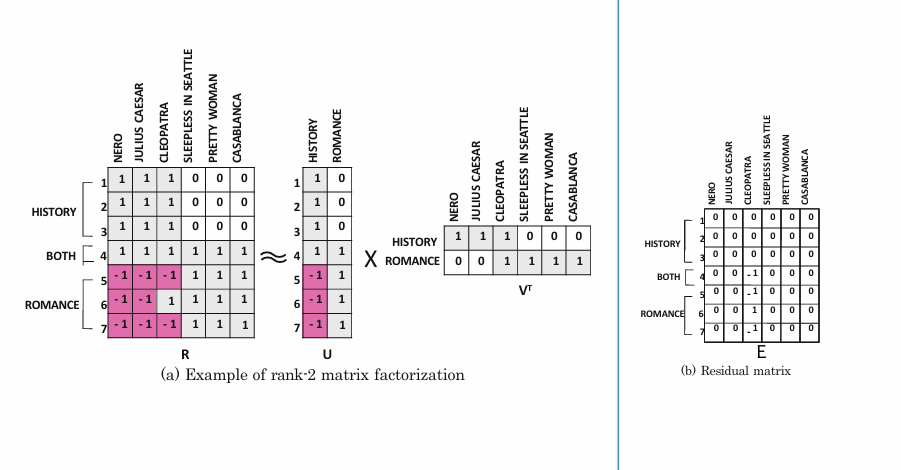 NERO
JULIUS CAESAR
CLEOPATRA
SLEEPLESS IN SEATTLE
PRETTY WOMAN
CASABLANCA
HISTORY
BOTH
ROMANCE
1 1 1 1 0 0 0
2 1 1 1 0 0 0
3 1 1 1 0 0 0
4 1 1 1 1 1 1
5 -1 -1 -1 1 1 1
6 -1 -1 1 1 1 1
7 -1 -1 -1 1 1 1
R
≈
HISTORY
ROMANCE
1 1 0
2 1 0
3 1 0
4 1 1
5 -1 1
6 -1 1
7 -1 1
U
X
NERO
JULIUS CAESAR
CLEOPATRA
SLEEPLESS IN SEATTLE
PRETTY WOMAN
CASABLANCA
HISTORY 1 1 1 0 0 0
ROMANCE 0 0 1 1 1 1
Vᵀ
(a) Example of rank-2 matrix factorization
NERO
JULIUS CAESAR
CLEOPATRA
SLEEPLESS IN SEATTLE
PRETTY WOMAN
CASABLANCA
HISTORY
BOTH
ROMANCE
1 0 0 0 0 0 0
2 0 0 0 0 0 0
3 0 0 0 0 0 0
4 0 0 -1 0 0 0
5 0 0 -1 0 0 0
6 0 0 1 0 0 0
7 0 0 -1 0 0 0
E
(b) Residual matrix